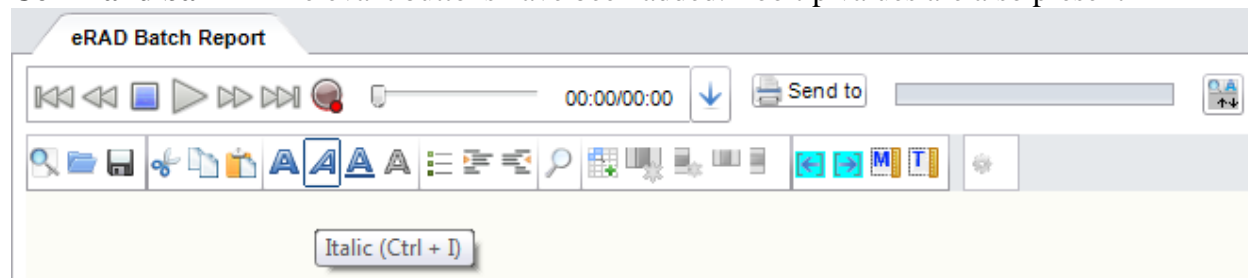 eRAD Batch Report
00:00/00:00 Send to
A A A A M T
Italic (Ctrl + I)